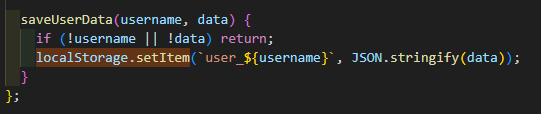 saveUserData(username, data) {
if (!username || !data) return;
localStorage.setItem(`user_${username}`, JSON.stringify(data));
}
};